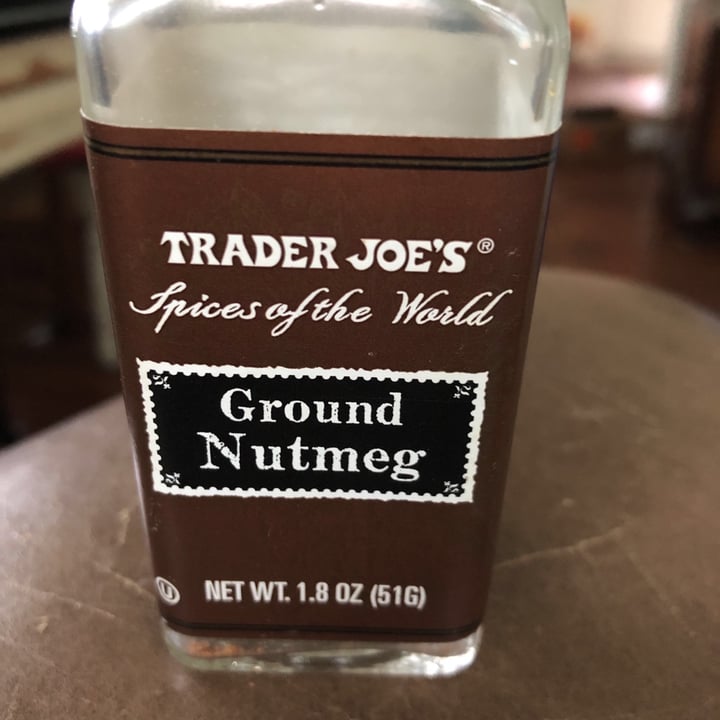 TRADER JOE'S®
Spices of the World
Ground
Nutmeg
U NET WT. 1.8 OZ (51G)